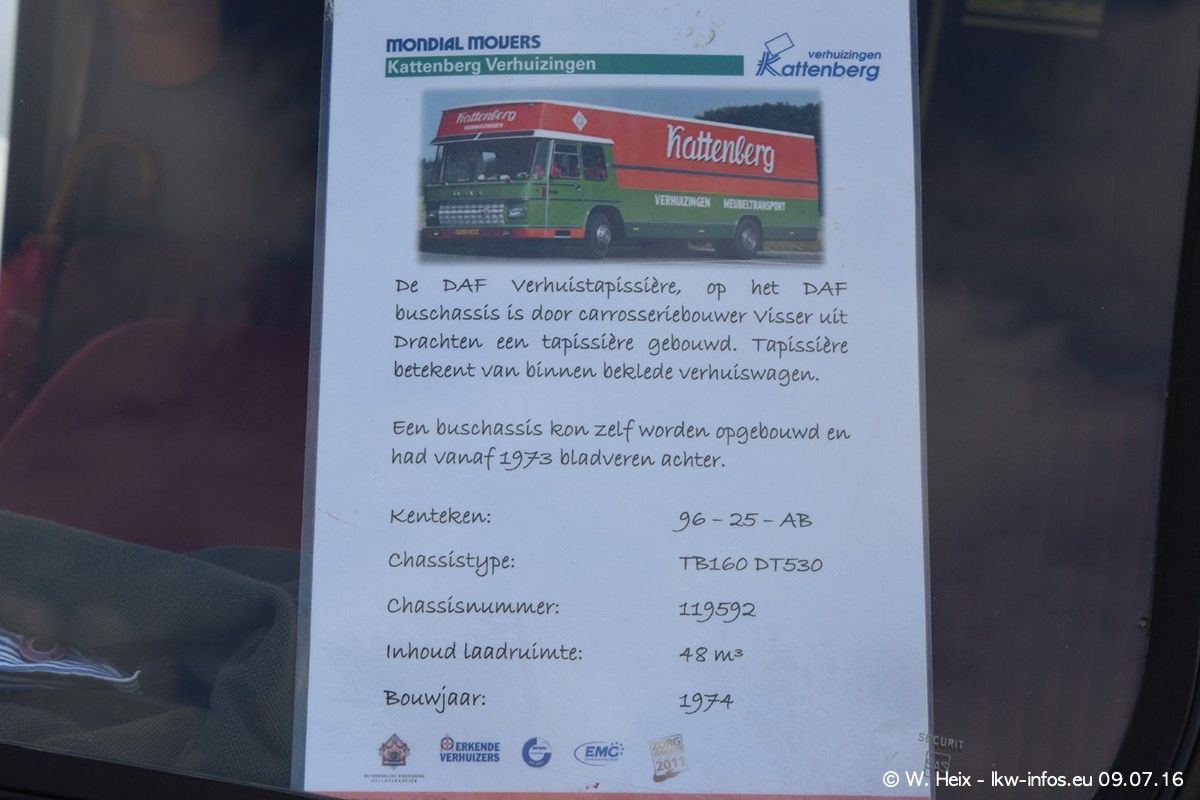 MONDIAL MOVERS
Kattenberg Verhuizingen
verhuizingen
Kattenberg
Kattenberg
VERHUIZINGEN
Kattenberg
VERHUIZINGEN MEUBELTRANSPORT
De DAF Verhuistapissière, op het DAF
buschassis is door carrosseriebouwer Visser uit
Drachten een tapissière gebouwd. Tapissière
betekent van binnen beklede verhuiswagen.
Een buschassis kon zelf worden opgebouwd en
had vanaf 1973 bladveren achter.
Kenteken: 96 – 25 – AB
Chassistype: TB160 DT530
Chassisnummer: 119592
Inhoud laadruimte: 48 m³
Bouwjaar: 1974
ERKENDE
VERHUIZERS
EMC
ZORG
2011
SECURIT
© W. Heix – lkw-infos.eu 09.07.16